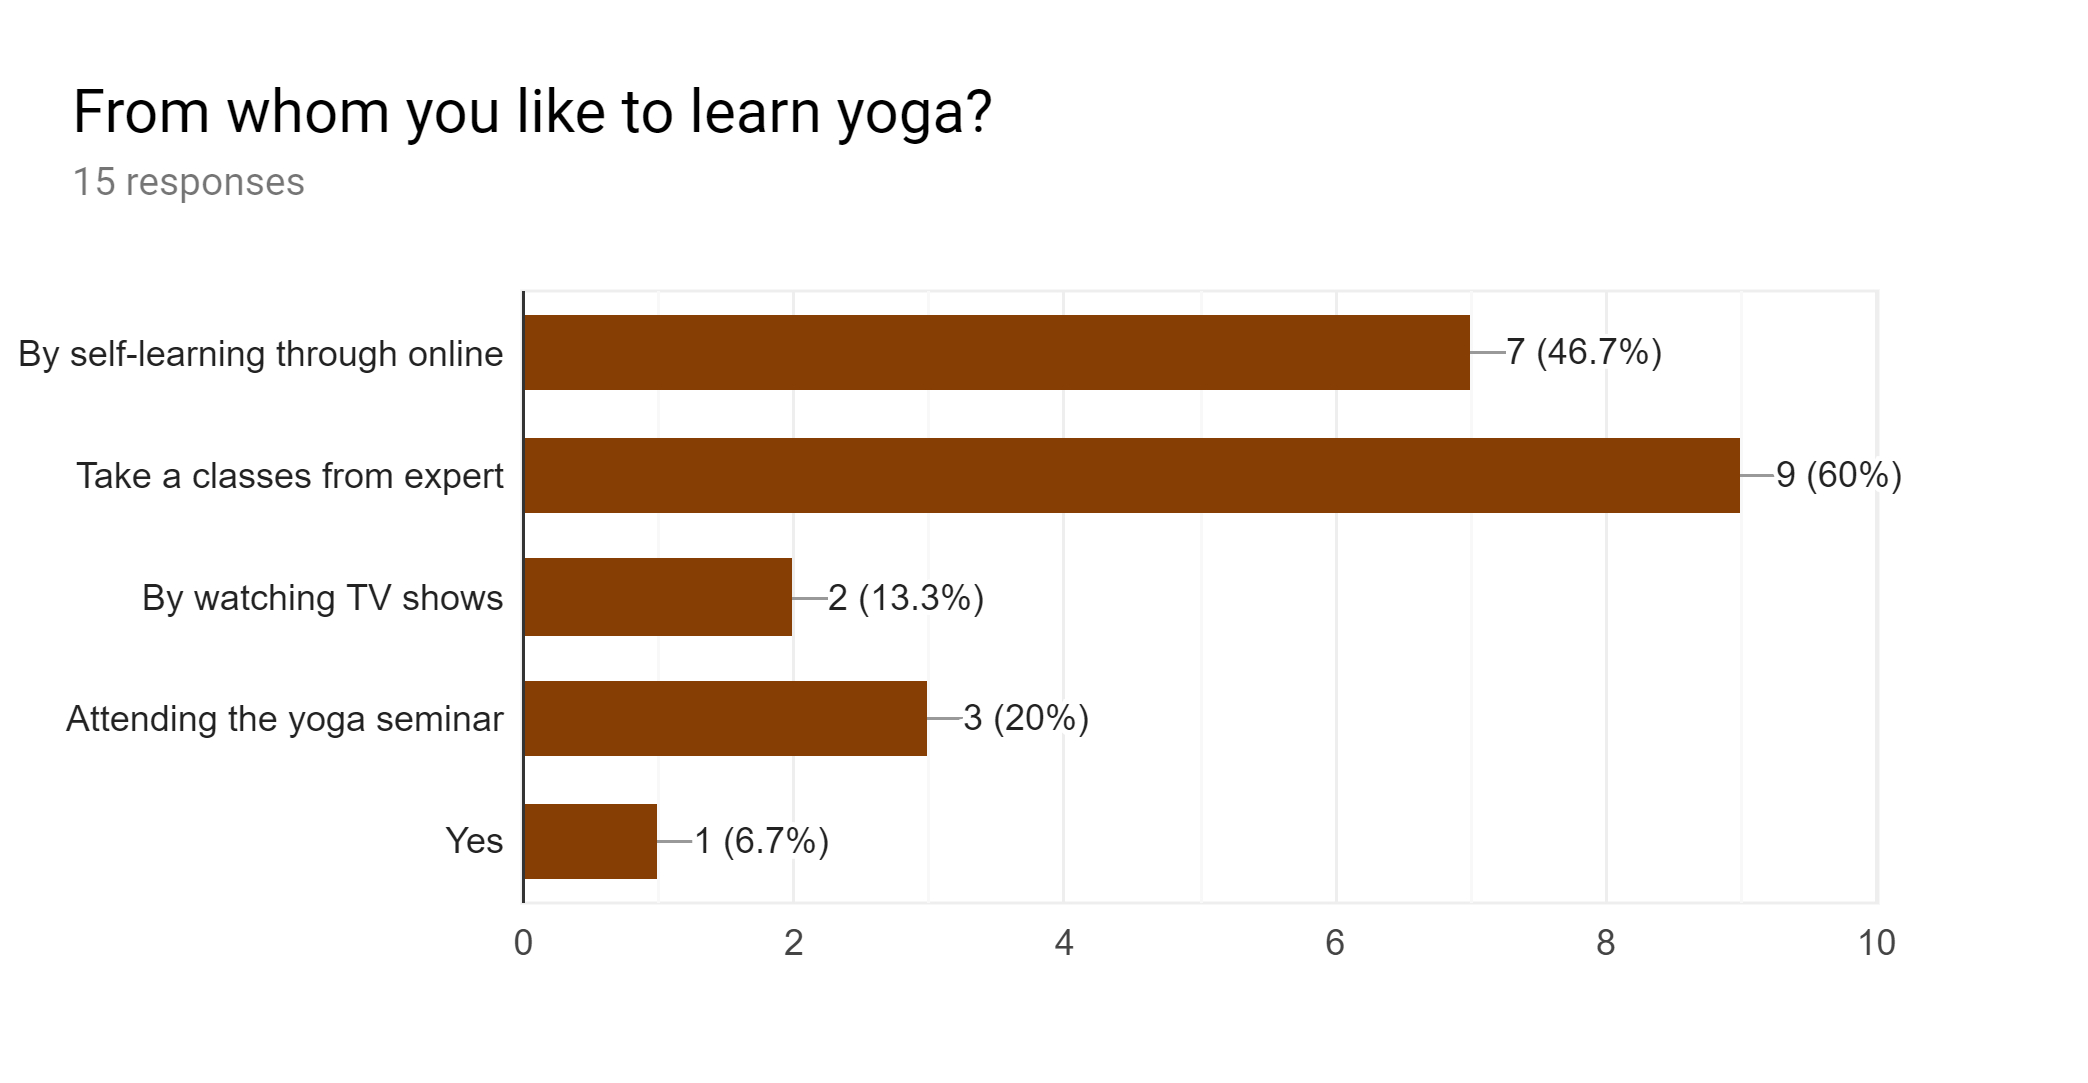 From whom you like to learn yoga?
15 responses
By self-learning through online
7 (46.7%)
Take a classes from expert
9 (60%)
By watching TV shows
2 (13.3%)
Attending the yoga seminar
3 (20%)
Yes
1 (6.7%)
0 2 4 6 8 10